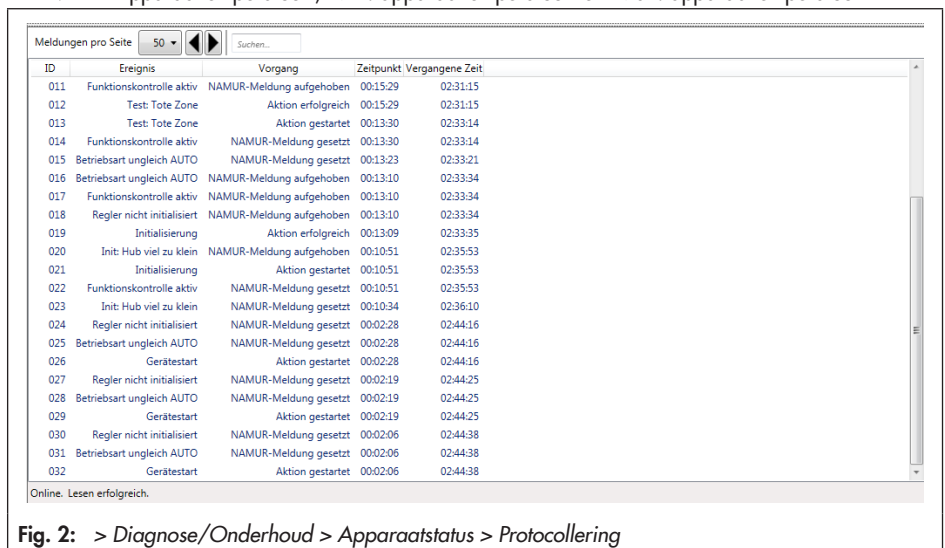 Meldungen pro Seite 50 Suchen...
ID Ereignis Vorgang Zeitpunkt Vergangene Zeit
011 Funktionskontrolle aktiv NAMUR-Meldung aufgehoben 00:15:29 02:31:15
012 Test: Tote Zone Aktion erfolgreich 00:15:29 02:31:15
013 Test: Tote Zone Aktion gestartet 00:13:30 02:33:14
014 Funktionskontrolle aktiv NAMUR-Meldung gesetzt 00:13:30 02:33:14
015 Betriebsart ungleich AUTO NAMUR-Meldung gesetzt 00:13:23 02:33:21
016 Betriebsart ungleich AUTO NAMUR-Meldung aufgehoben 00:13:10 02:33:34
017 Funktionskontrolle aktiv NAMUR-Meldung aufgehoben 00:13:10 02:33:34
018 Regler nicht initialisiert NAMUR-Meldung aufgehoben 00:13:10 02:33:34
019 Initialisierung Aktion erfolgreich 00:13:09 02:33:35
020 Init: Hub viel zu klein NAMUR-Meldung aufgehoben 00:10:51 02:35:53
021 Initialisierung Aktion gestartet 00:10:51 02:35:53
022 Funktionskontrolle aktiv NAMUR-Meldung gesetzt 00:10:51 02:35:53
023 Init: Hub viel zu klein NAMUR-Meldung gesetzt 00:10:34 02:36:10
024 Regler nicht initialisiert NAMUR-Meldung gesetzt 00:02:28 02:44:16
025 Betriebsart ungleich AUTO NAMUR-Meldung gesetzt 00:02:28 02:44:16
026 Gerätestart Aktion gestartet 00:02:28 02:44:16
027 Regler nicht initialisiert NAMUR-Meldung gesetzt 00:02:19 02:44:25
028 Betriebsart ungleich AUTO NAMUR-Meldung gesetzt 00:02:19 02:44:25
029 Gerätestart Aktion gestartet 00:02:19 02:44:25
030 Regler nicht initialisiert NAMUR-Meldung gesetzt 00:02:06 02:44:38
031 Betriebsart ungleich AUTO NAMUR-Meldung gesetzt 00:02:06 02:44:38
032 Gerätestart Aktion gestartet 00:02:06 02:44:38
Online. Lesen erfolgreich.
Fig. 2: > Diagnose/Onderhoud > Apparaatstatus > Protocollering